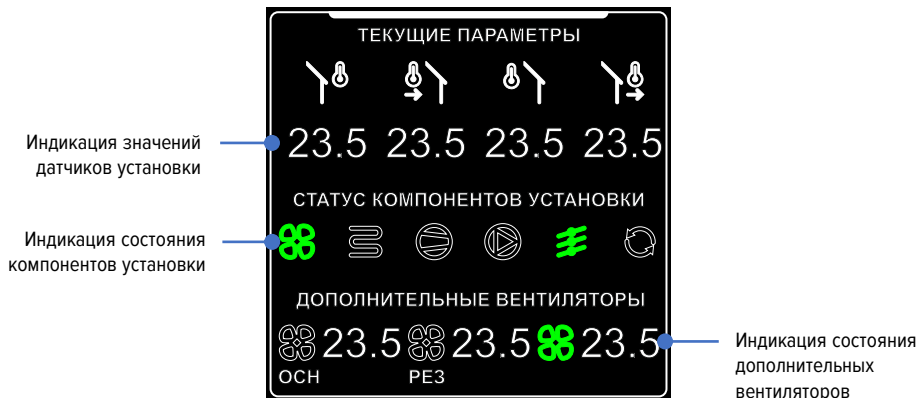 ТЕКУЩИЕ ПАРАМЕТРЫ
23.5 23.5 23.5 23.5
Индикация значений
датчиков установки
СТАТУС КОМПОНЕНТОВ УСТАНОВКИ
Индикация состояния
компонентов установки
ДОПОЛНИТЕЛЬНЫЕ ВЕНТИЛЯТОРЫ
23.5 23.5 23.5
ОСН РЕЗ
Индикация состояния
дополнительных
вентиляторов